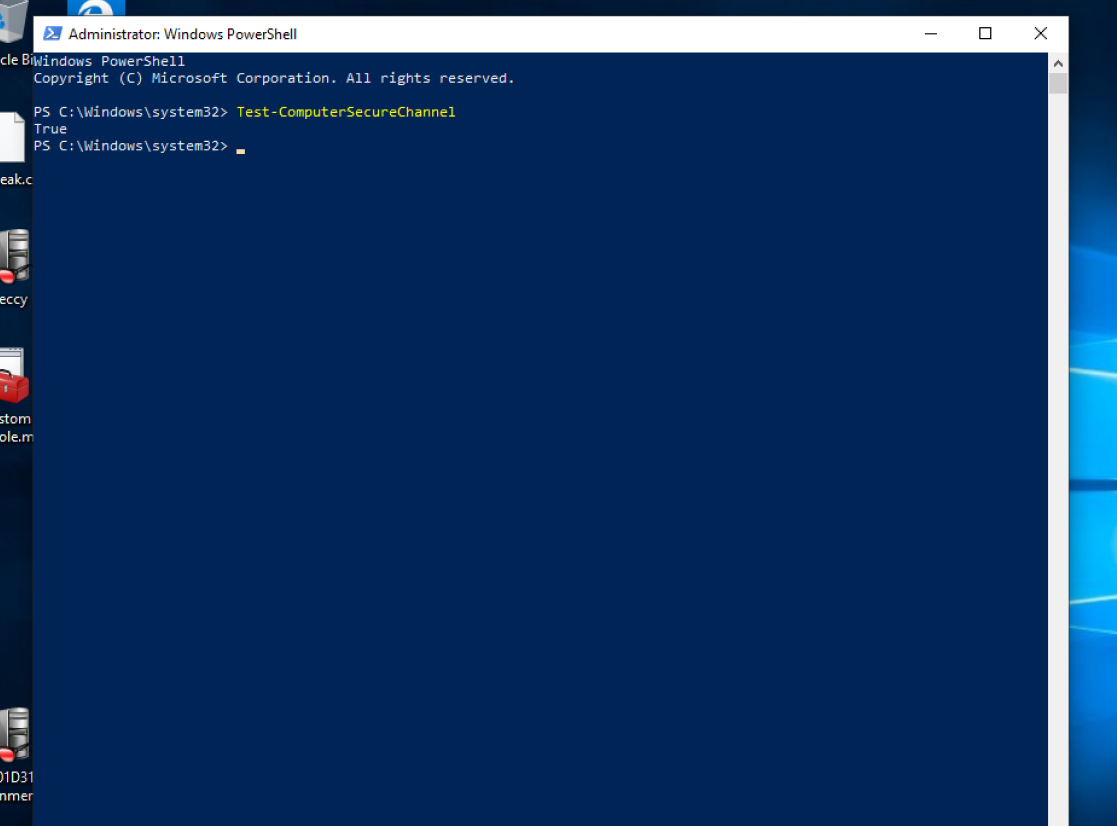 Administrator: Windows PowerShell
Windows PowerShell
Copyright (C) Microsoft Corporation. All rights reserved.
PS C:\Windows\system32> Test-ComputerSecureChannel
True
PS C:\Windows\system32>
cle Bi
eak.c
eccy
stom
ole.m
01D31
nmer